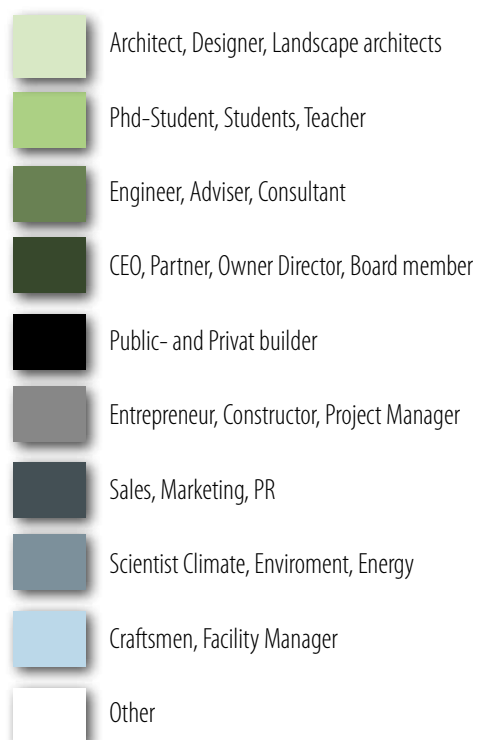 Architect, Designer, Landscape architects
Phd-Student, Students, Teacher
Engineer, Adviser, Consultant
CEO, Partner, Owner Director, Board member
Public- and Privat builder
Entrepreneur, Constructor, Project Manager
Sales, Marketing, PR
Scientist Climate, Enviroment, Energy
Craftsmen, Facility Manager
Other